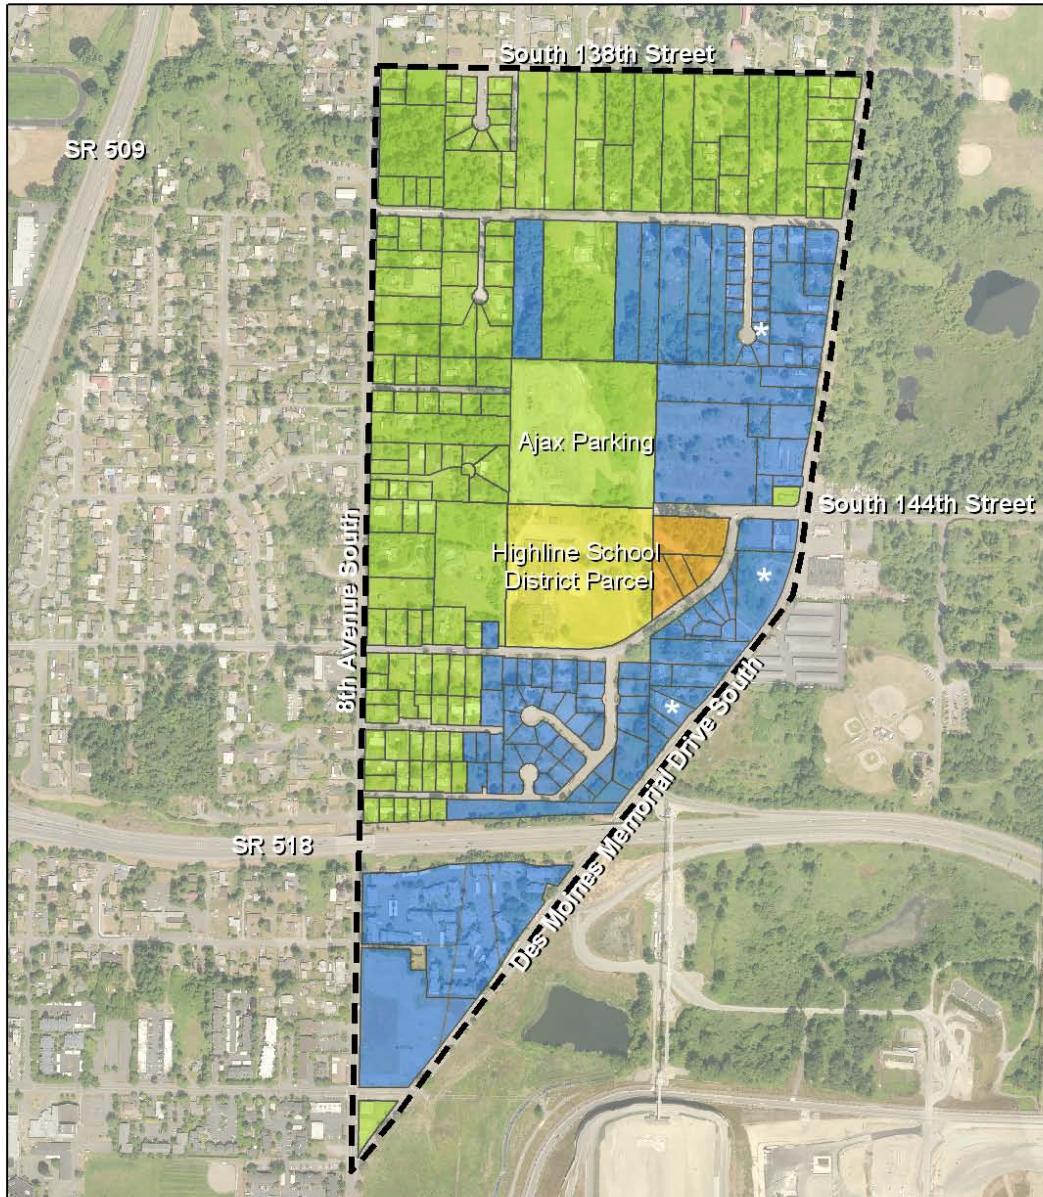 South 138th Street
SR 509
Ajax Parking
South 144th Street
Highline School
District Parcel
*
*
*
8th Avenue South
SR 518
Des Moines Memorial Drive South